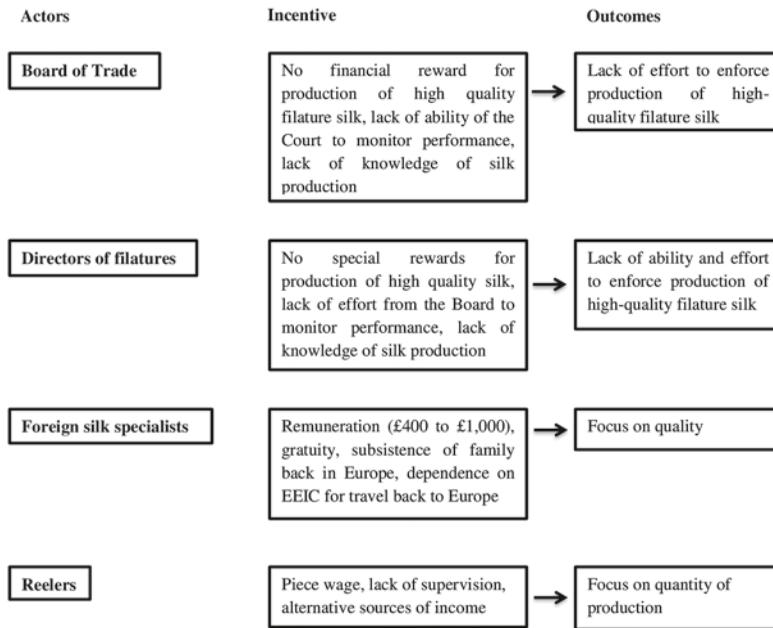 Actors
Incentive
Outcomes
Board of Trade
No financial reward for
production of high quality
filature silk, lack of ability of the
Court to monitor performance,
lack of knowledge of silk
production
Lack of effort to enforce
production of high-
quality filature silk
Directors of filatures
No special rewards for
production of high quality silk,
lack of effort from the Board to
monitor performance, lack of
knowledge of silk production
Lack of ability and effort
to enforce production of
high-quality filature silk
Foreign silk specialists
Remuneration (£400 to £1,000),
gratuity, subsistence of family
back in Europe, dependence on
EEIC for travel back to Europe
Focus on quality
Reelers
Piece wage, lack of supervision,
alternative sources of income
Focus on quantity of
production